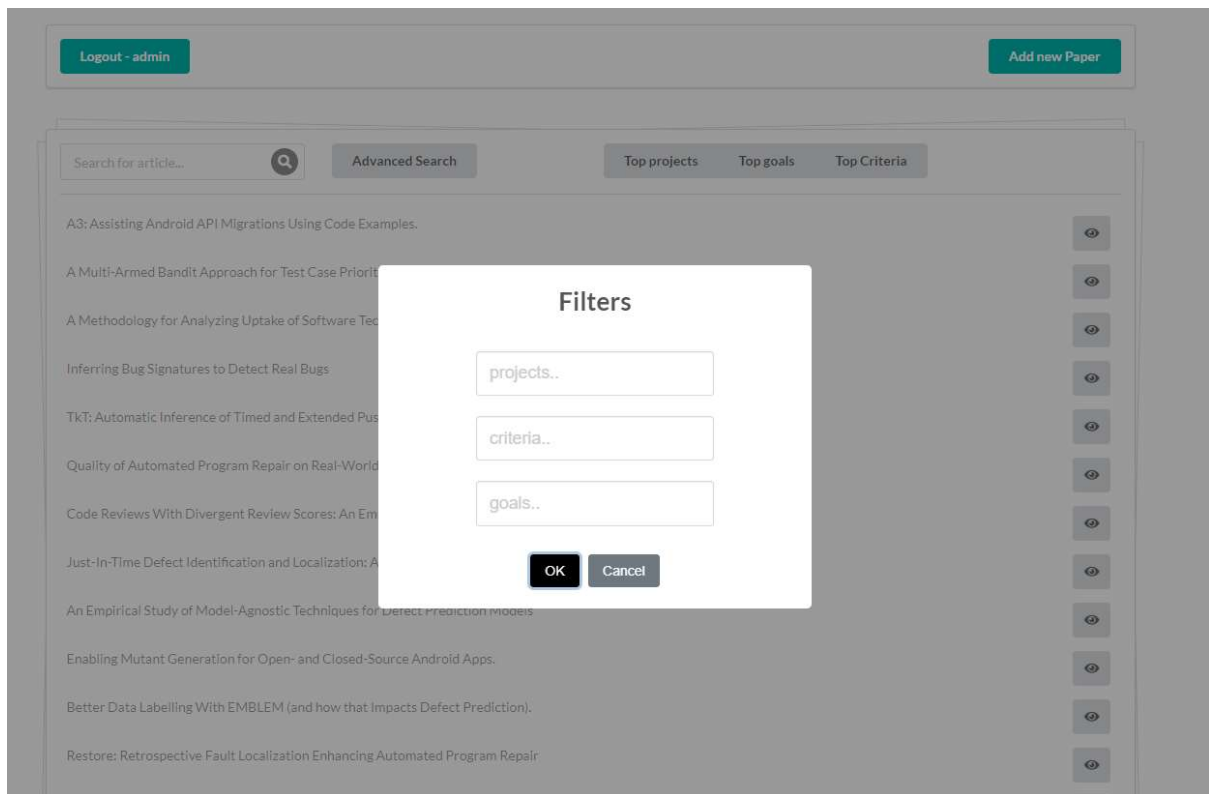 Logout - admin
Add new Paper
Search for article...
Advanced Search
Top projects
Top goals
Top Criteria
A3: Assisting Android API Migrations Using Code Examples.
A Multi-Armed Bandit Approach for Test Case Priorit
A Methodology for Analyzing Uptake of Software Tec
Inferring Bug Signatures to Detect Real Bugs
TkT: Automatic Inference of Timed and Extended Pus
Quality of Automated Program Repair on Real-World
Code Reviews With Divergent Review Scores: An Em
Just-In-Time Defect Identification and Localization: A
An Empirical Study of Model-Agnostic Techniques for Defect Prediction Models
Enabling Mutant Generation for Open- and Closed-Source Android Apps.
Better Data Labelling With EMBLEM (and how that Impacts Defect Prediction).
Restore: Retrospective Fault Localization Enhancing Automated Program Repair
Filters
projects..
criteria..
goals..
OK
Cancel